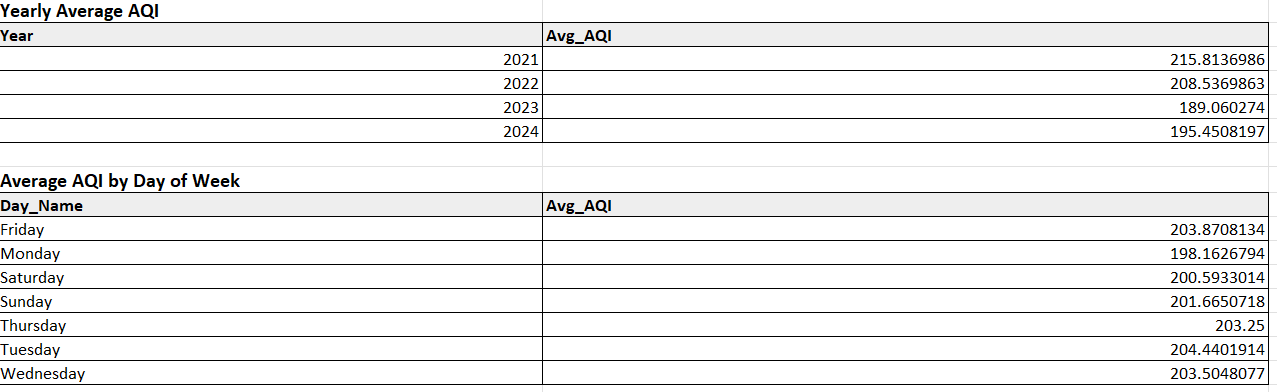 Yearly Average AQI
Year Avg_AQI
2021 215.8136986
2022 208.5369863
2023 189.060274
2024 195.4508197
Average AQI by Day of Week
Day_Name Avg_AQI
Friday 203.8708134
Monday 198.1626794
Saturday 200.5933014
Sunday 201.6650718
Thursday 203.25
Tuesday 204.4401914
Wednesday 203.5048077